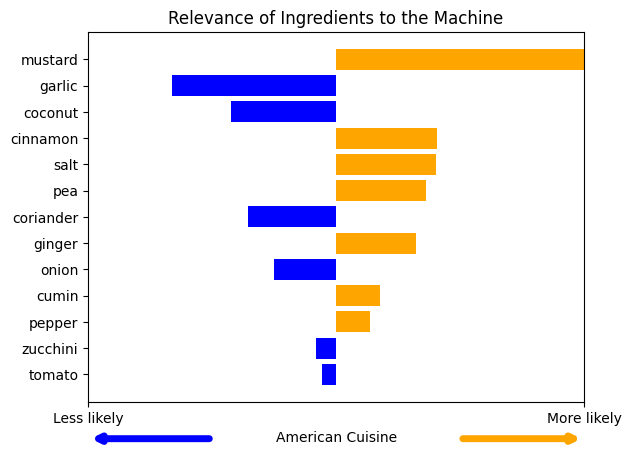 Relevance of Ingredients to the Machine
mustard
garlic
coconut
cinnamon
salt
pea
coriander
ginger
onion
cumin
pepper
zucchini
tomato
Less likely
More likely
American Cuisine